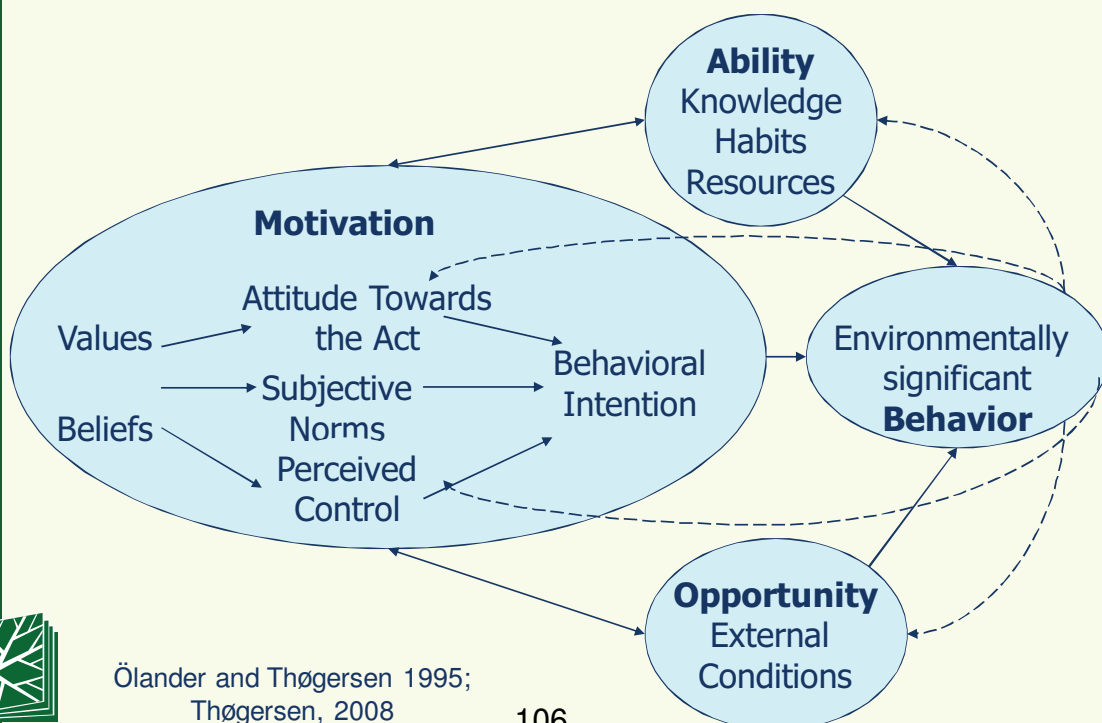 Ability
Knowledge
Habits
Resources
Motivation
Values
Beliefs
Attitude Towards
the Act
Subjective
Norms
Perceived
Control
Behavioral
Intention
Environmentally
significant
Behavior
Opportunity
External
Conditions
Ölander and Thøgersen 1995;
Thøgersen, 2008
106